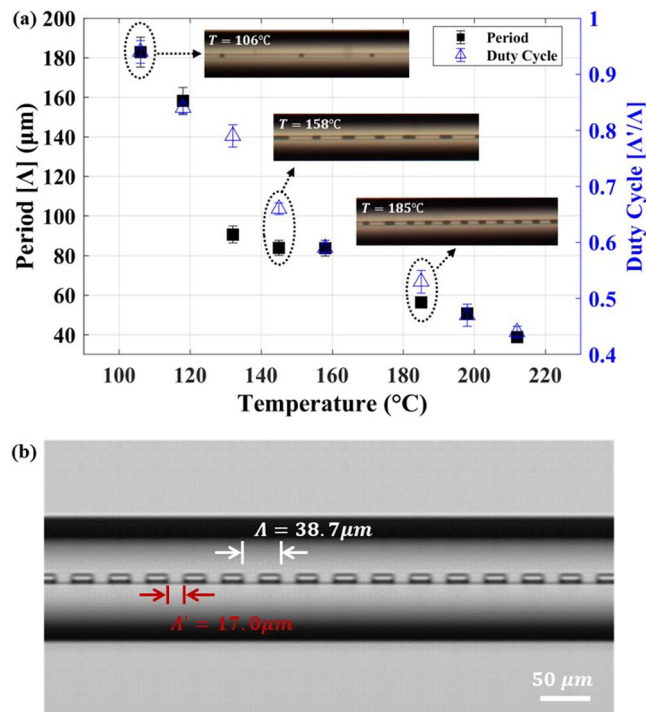 (a)
200
180
160
140
120
100
80
60
40
Period [Λ] (μm)
T = 106℃
T = 158℃
T = 185℃
Period
Duty Cycle
1
0.9
0.8
0.7
0.6
0.5
0.4
Duty Cycle [Λ'/Λ]
100 120 140 160 180 200 220
Temperature (°C)
(b)
Λ = 38.7μm
Λ' = 17.0μm
50 μm